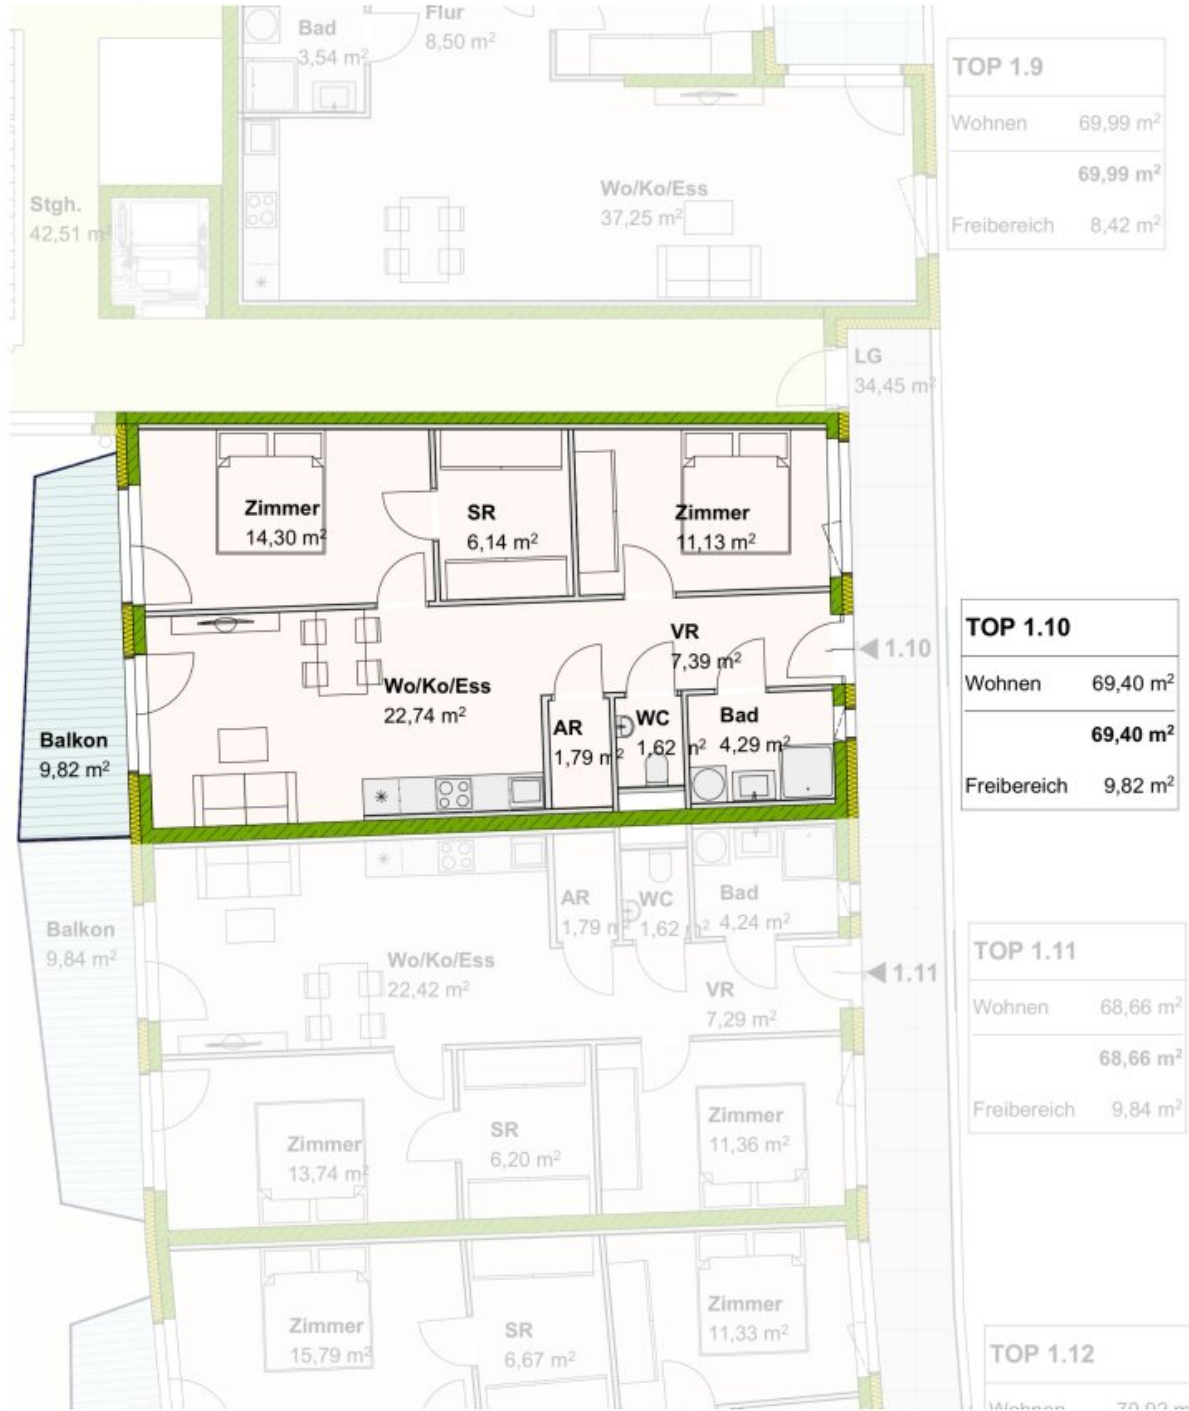 Bad
3,54 m²
Flur
8,50 m²
TOP 1.9
Wohnen 69,99 m²
69,99 m²
Freibereich 8,42 m²
Stgh.
42,51 m²
Wo/Ko/Ess
37,25 m²
LG
34,45 m²
Zimmer
14,30 m²
SR
6,14 m²
Zimmer
11,13 m²
VR
7,39 m²
1.10
TOP 1.10
Wohnen 69,40 m²
69,40 m²
Freibereich 9,82 m²
Wo/Ko/Ess
22,74 m²
Balkon
9,82 m²
AR
1,79 m²
WC
1,62 m²
Bad
4,29 m²
Balkon
9,84 m²
AR
1,79 m²
WC
1,62 m²
Bad
4,24 m²
Wo/Ko/Ess
22,42 m²
VR
7,29 m²
1.11
TOP 1.11
Wohnen 68,66 m²
68,66 m²
Freibereich 9,84 m²
Zimmer
13,74 m²
SR
6,20 m²
Zimmer
11,36 m²
Zimmer
15,79 m²
SR
6,67 m²
Zimmer
11,33 m²
TOP 1.12
Wohnen